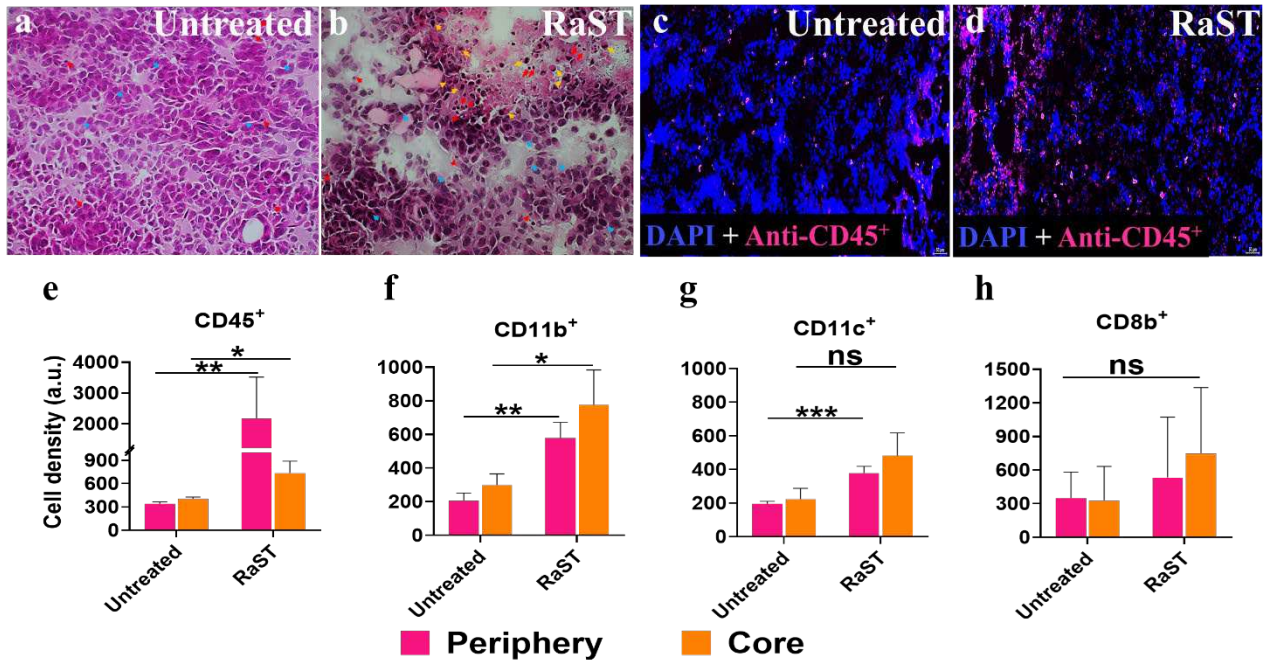 a Untreated
b RaST
c Untreated
d RaST
DAPI + Anti-CD45⁺
DAPI + Anti-CD45⁺
e
CD45⁺
Cell density (a.u.)
4000
3000
2000
900
600
300
0
**
*
Untreated
RaST
f
CD11b⁺
1000
800
600
400
200
0
**
*
Untreated
RaST
g
CD11c⁺
1000
800
600
400
200
0
***
ns
Untreated
RaST
h
CD8b⁺
1500
1200
900
600
300
0
ns
Untreated
RaST
Periphery
Core